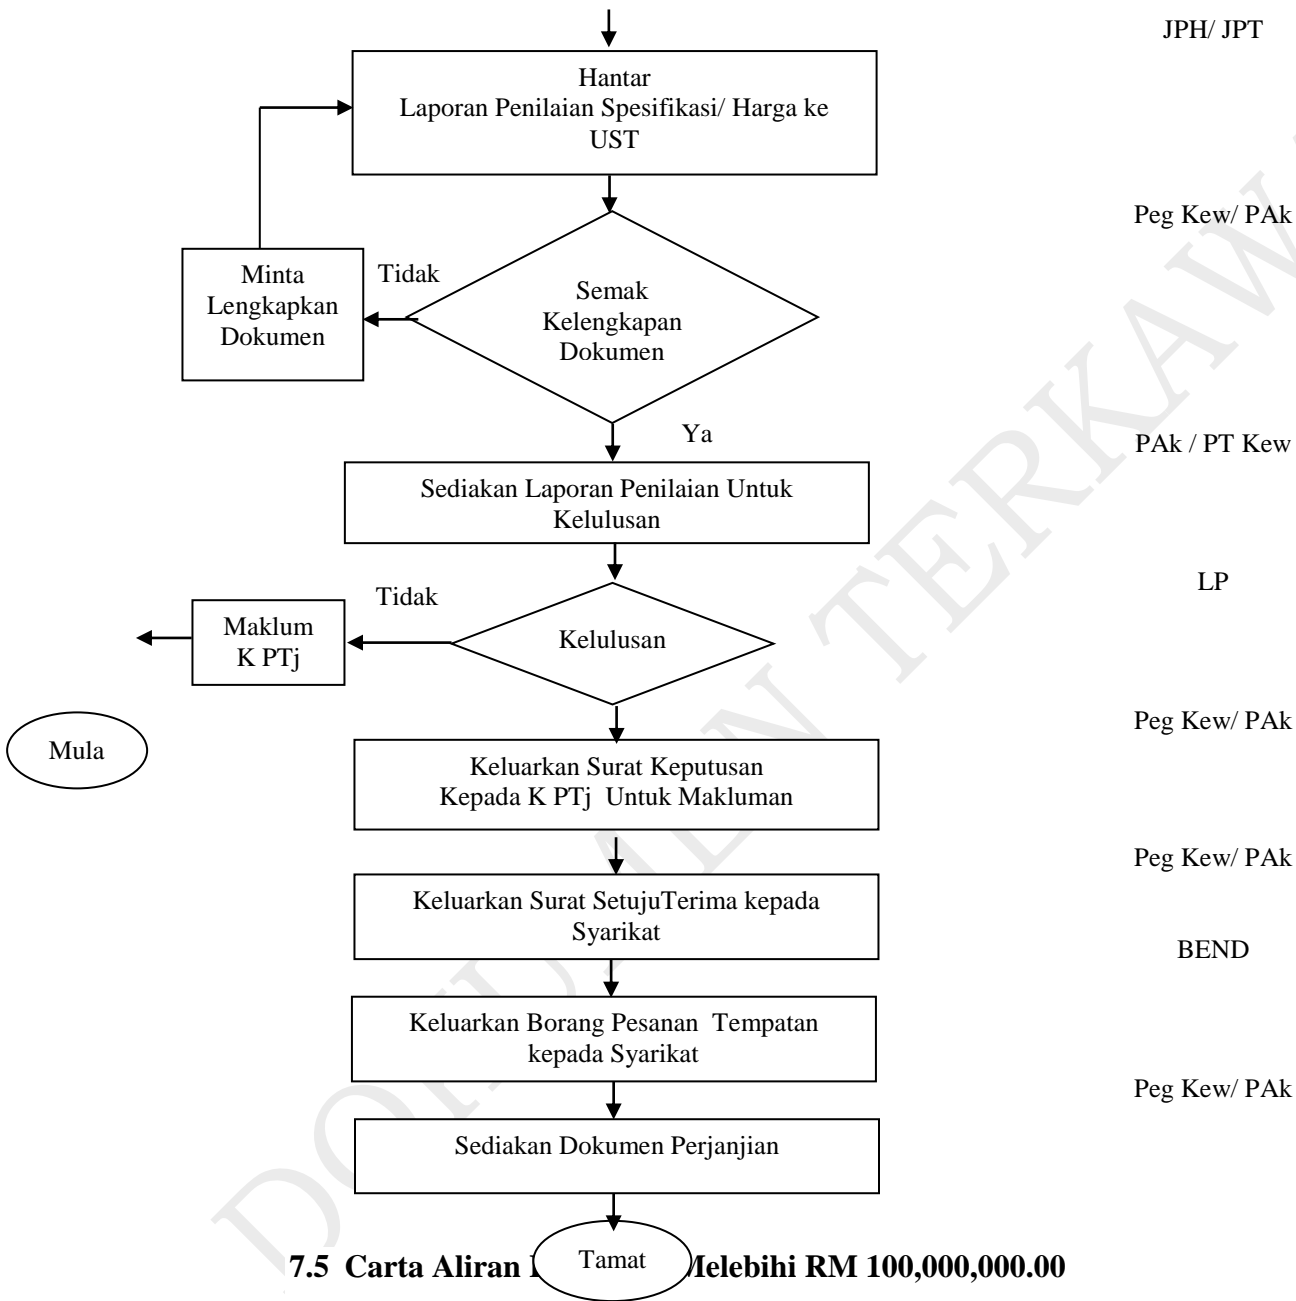 JPH/ JPT
Hantar
Laporan Penilaian Spesifikasi/ Harga ke
UST
Peg Kew/ PAk
Minta
Lengkapkan
Dokumen
Tidak
Semak
Kelengkapan
Dokumen
Ya
PAk / PT Kew
Sediakan Laporan Penilaian Untuk
Kelulusan
LP
Tidak
Maklum
K PTj
Kelulusan
Peg Kew/ PAk
Mula
Keluarkan Surat Keputusan
Kepada K PTj Untuk Makluman
Peg Kew/ PAk
Keluarkan Surat SetujuTerima kepada
Syarikat
BEND
Keluarkan Borang Pesanan Tempatan
kepada Syarikat
Peg Kew/ PAk
Sediakan Dokumen Perjanjian
Tamat
7.5 Carta Aliran Melebihi RM 100,000,000.00